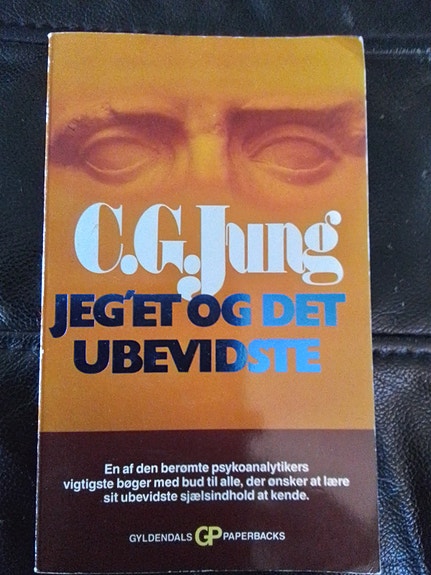 C.G.Jung
JEG'ET OG DET
UBEVIDSTE
En af den berømte psykoanalytikers
vigtigste bøger med bud til alle, der ønsker at lære
sit ubevidste sjælsindhold at kende.
GYLDENDALS GP PAPERBACKS